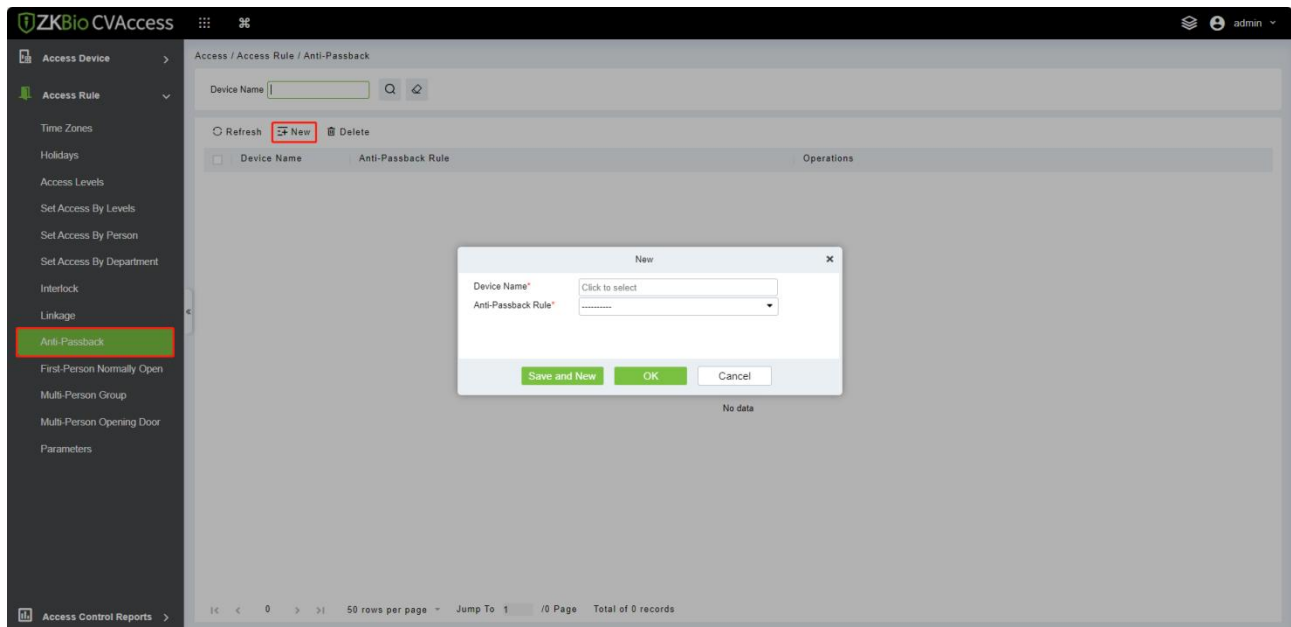 ZKBio CVAccess
admin
Access Device
Access / Access Rule / Anti-Passback
Access Rule
Device Name
Time Zones
Refresh New Delete
Holidays
Device Name Anti-Passback Rule Operations
Access Levels
Set Access By Levels
Set Access By Person
Set Access By Department
Interlock
Linkage
Anti-Passback
First-Person Normally Open
Multi-Person Group
Multi-Person Opening Door
Parameters
New
Device Name* Click to select
Anti-Passback Rule* ----------
Save and New OK Cancel
No data
Access Control Reports
|< < 0 > >| 50 rows per page Jump To 1 /0 Page Total of 0 records